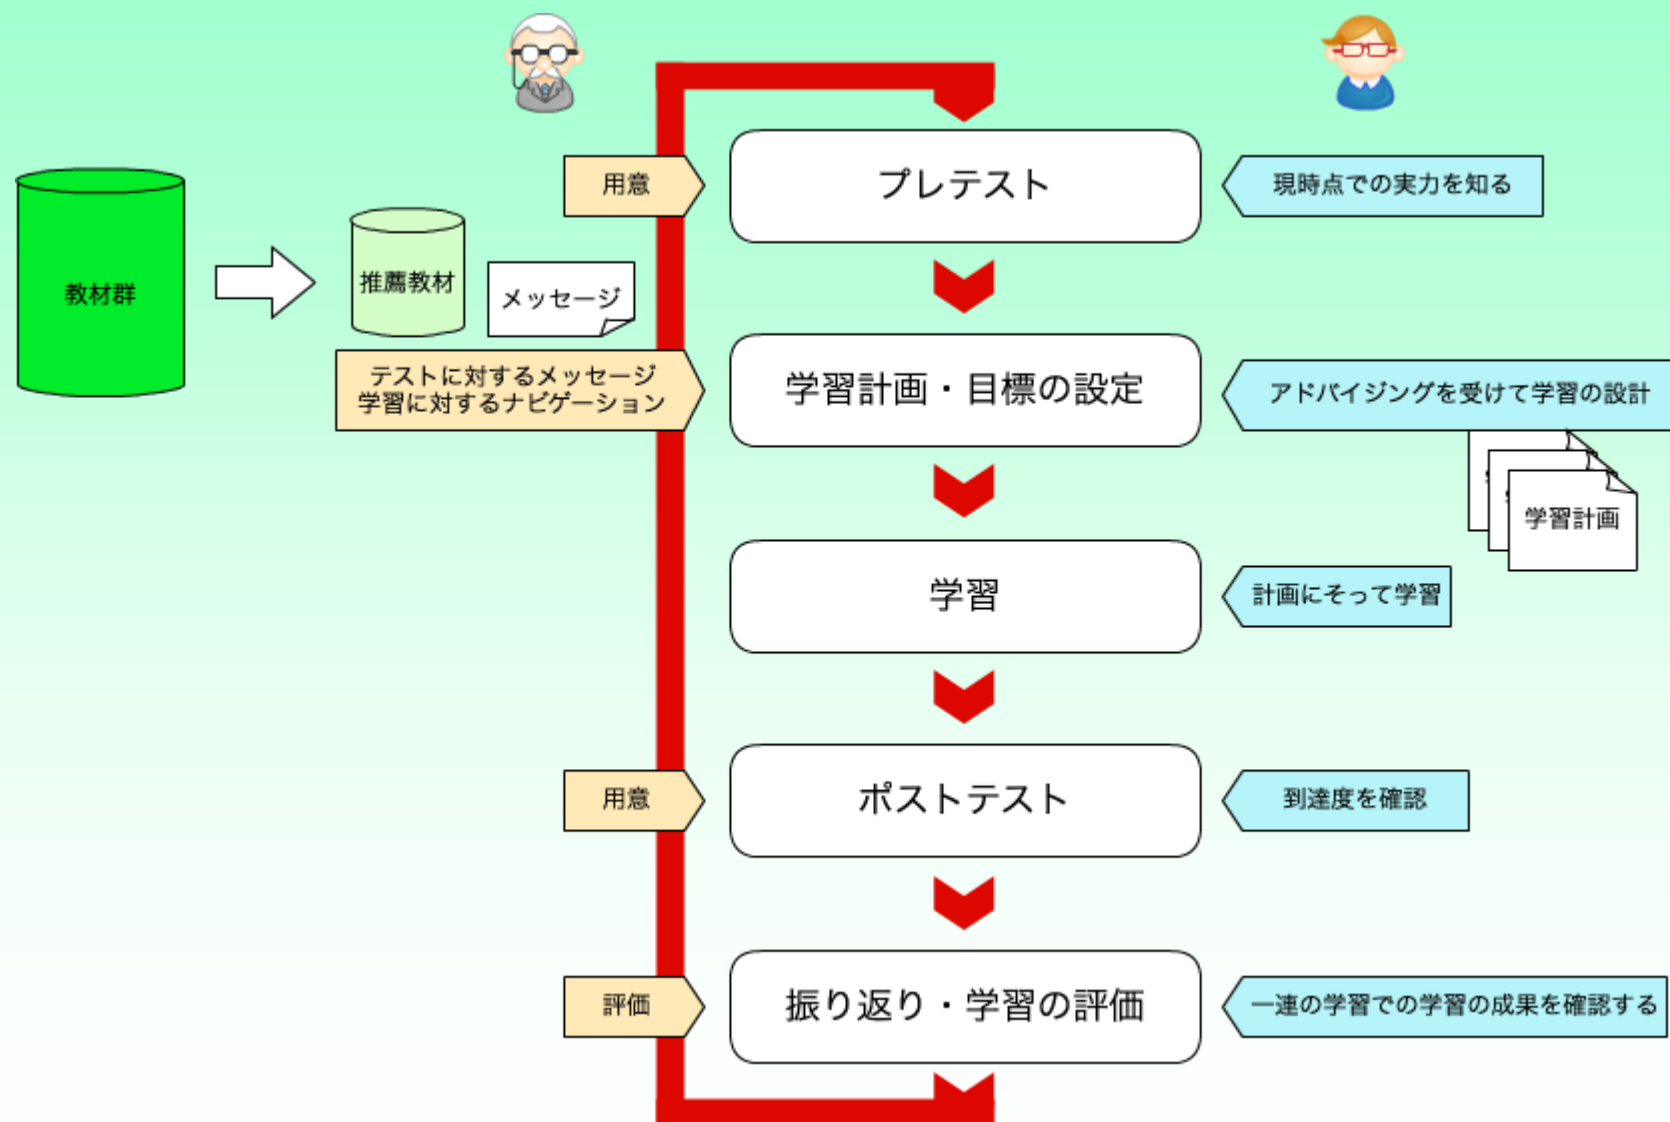 用意
プレテスト
現時点での実力を知る
教材群
推薦教材
メッセージ
テストに対するメッセージ
学習に対するナビゲーション
学習計画・目標の設定
アドバイジングを受けて学習の設計
学習計画
学習
計画にそって学習
用意
ポストテスト
到達度を確認
評価
振り返り・学習の評価
一連の学習での学習の成果を確認する